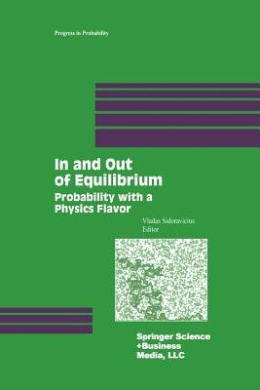 Progress in Probability
In and Out
of Equilibrium
Probability with a
Physics Flavor
Vladas Sidoravicius
Editor
Springer Science
+Business
Media, LLC